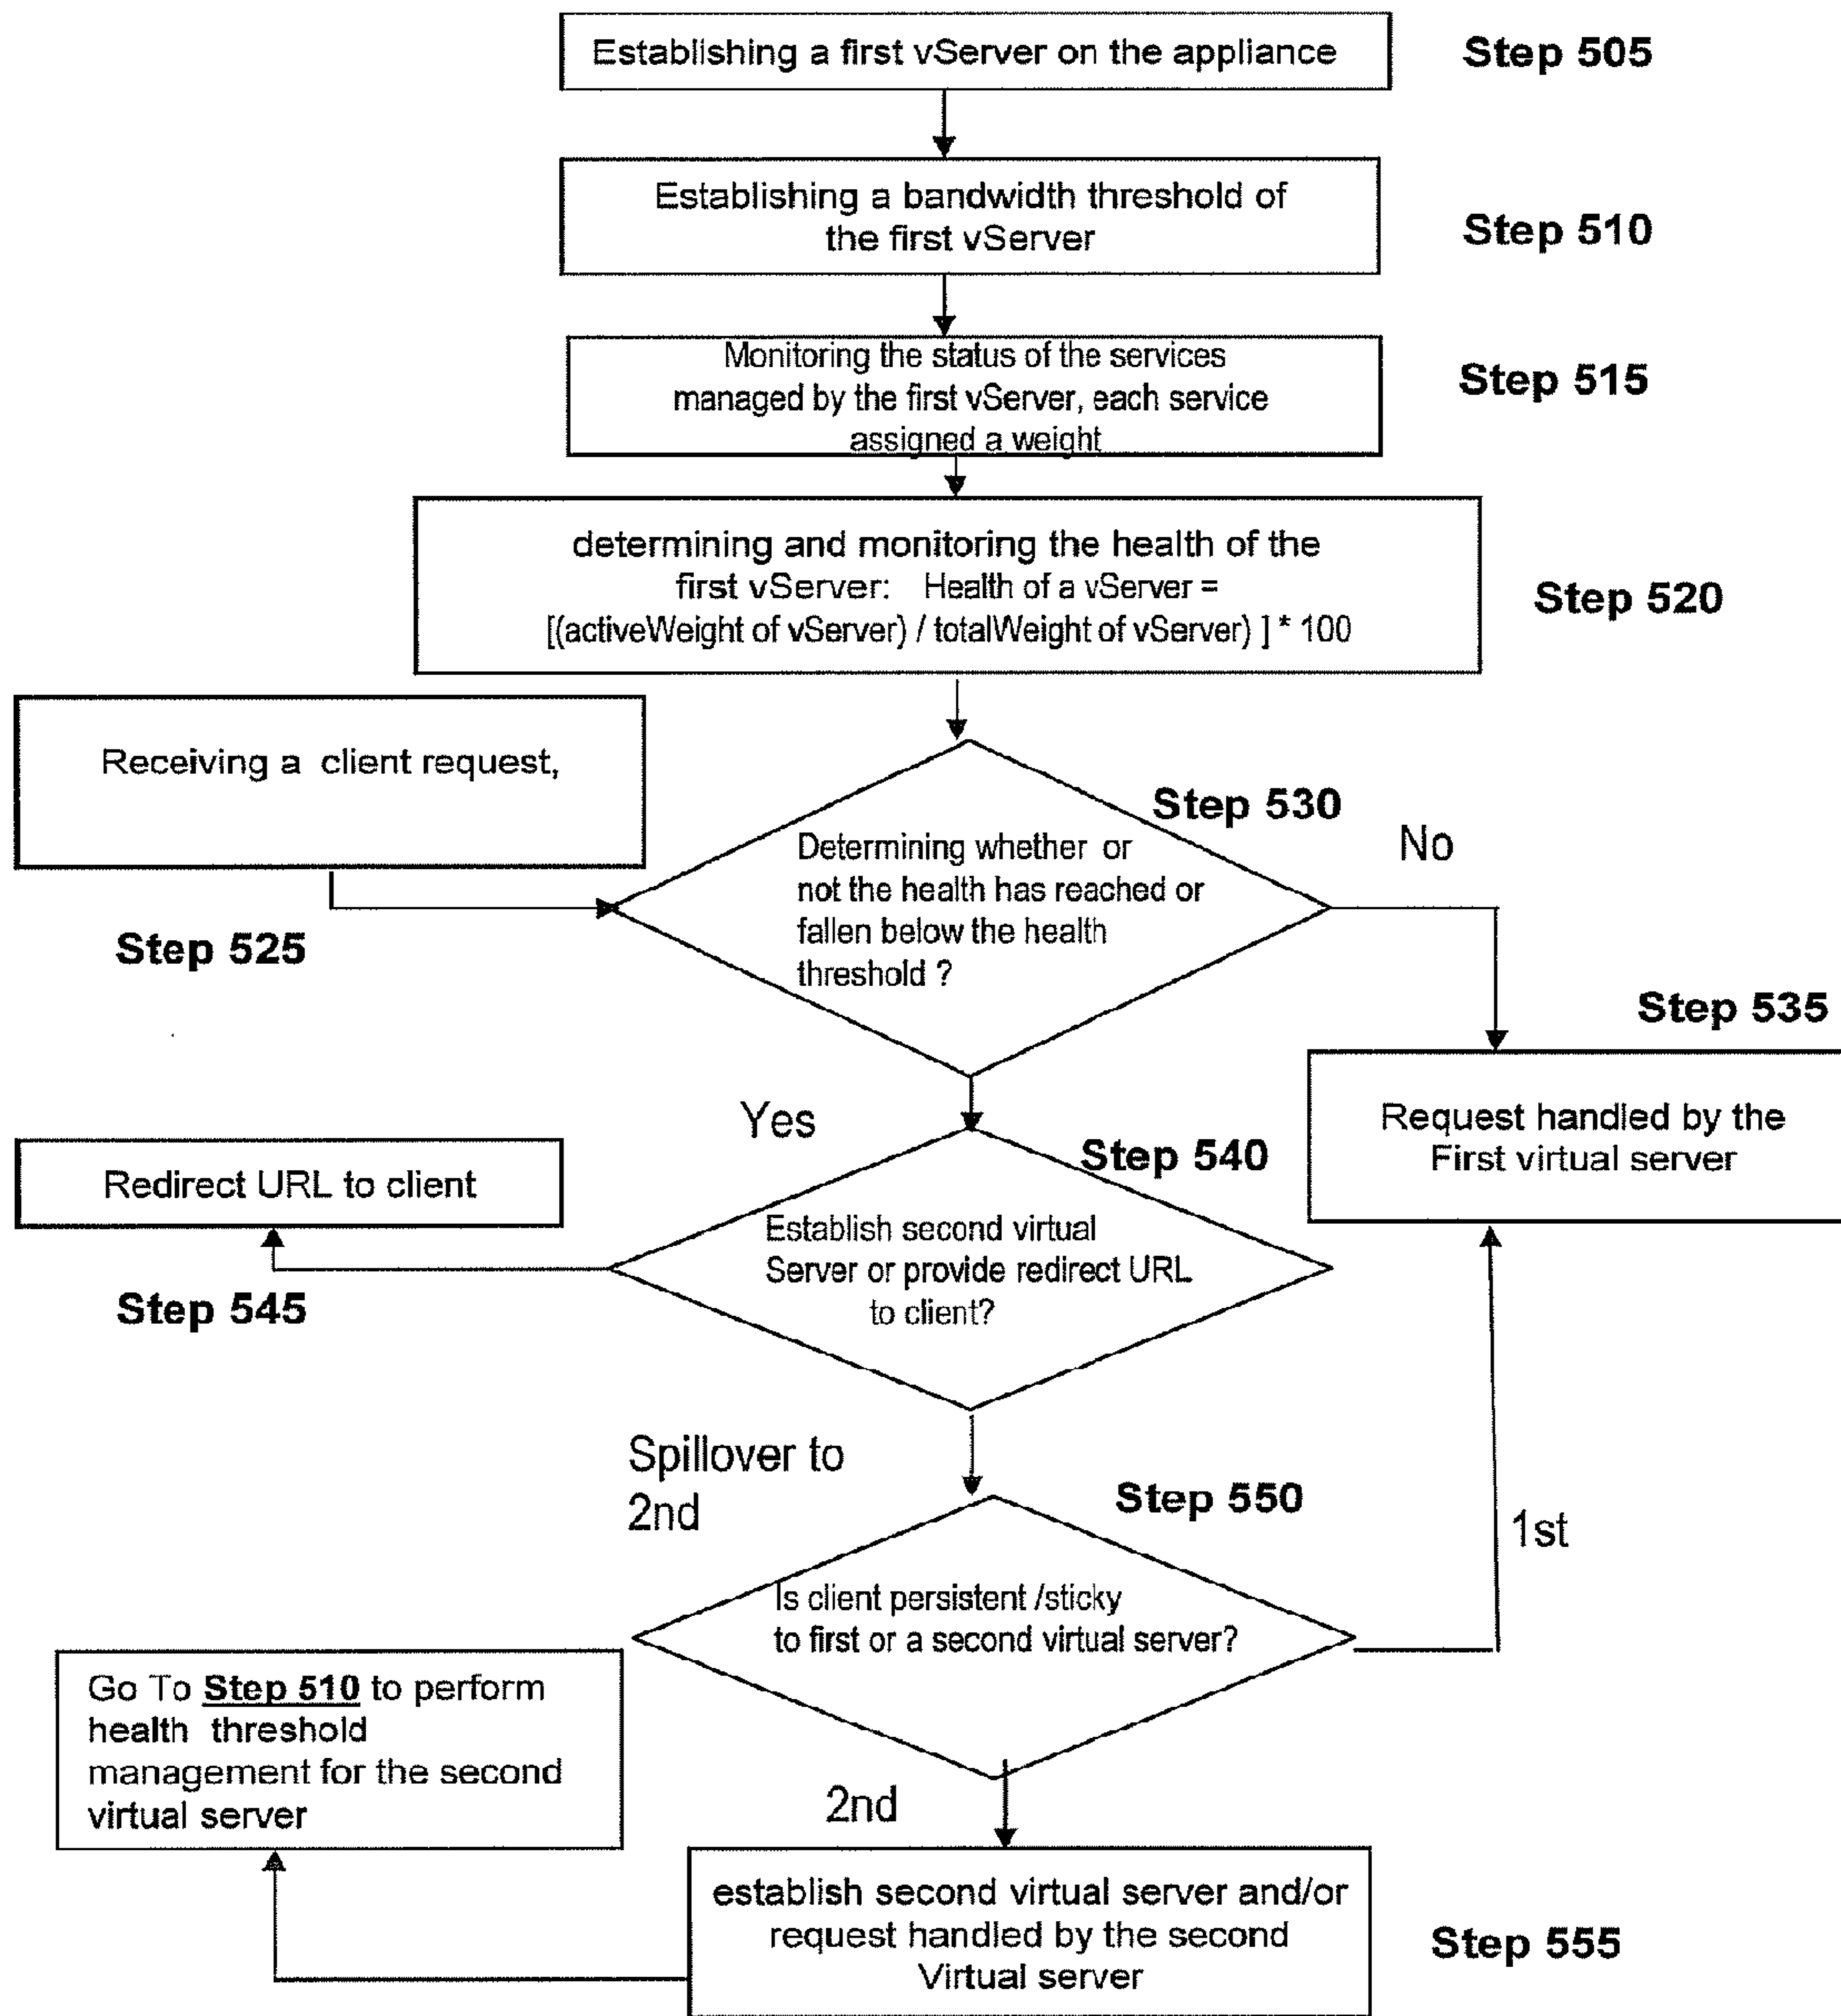 Establishing a first vServer on the appliance
Step 505
Establishing a bandwidth threshold of
the first vServer
Step 510
Monitoring the status of the services
managed by the first vServer, each service
assigned a weight
Step 515
determining and monitoring the health of the
first vServer: Health of a vServer =
[(activeWeight of vServer) / totalWeight of vServer) ] * 100
Step 520
Receiving a client request,
Step 525
Step 530
Determining whether or
not the health has reached or
fallen below the health
threshold ?
No
Step 535
Request handled by the
First virtual server
Yes
Step 540
Establish second virtual
Server or provide redirect URL
to client?
Redirect URL to client
Step 545
Spillover to
2nd
Step 550
Is client persistent /sticky
to first or a second virtual server?
1st
Go To Step 510 to perform
health threshold
management for the second
virtual server
2nd
establish second virtual server and/or
request handled by the second
Virtual server
Step 555